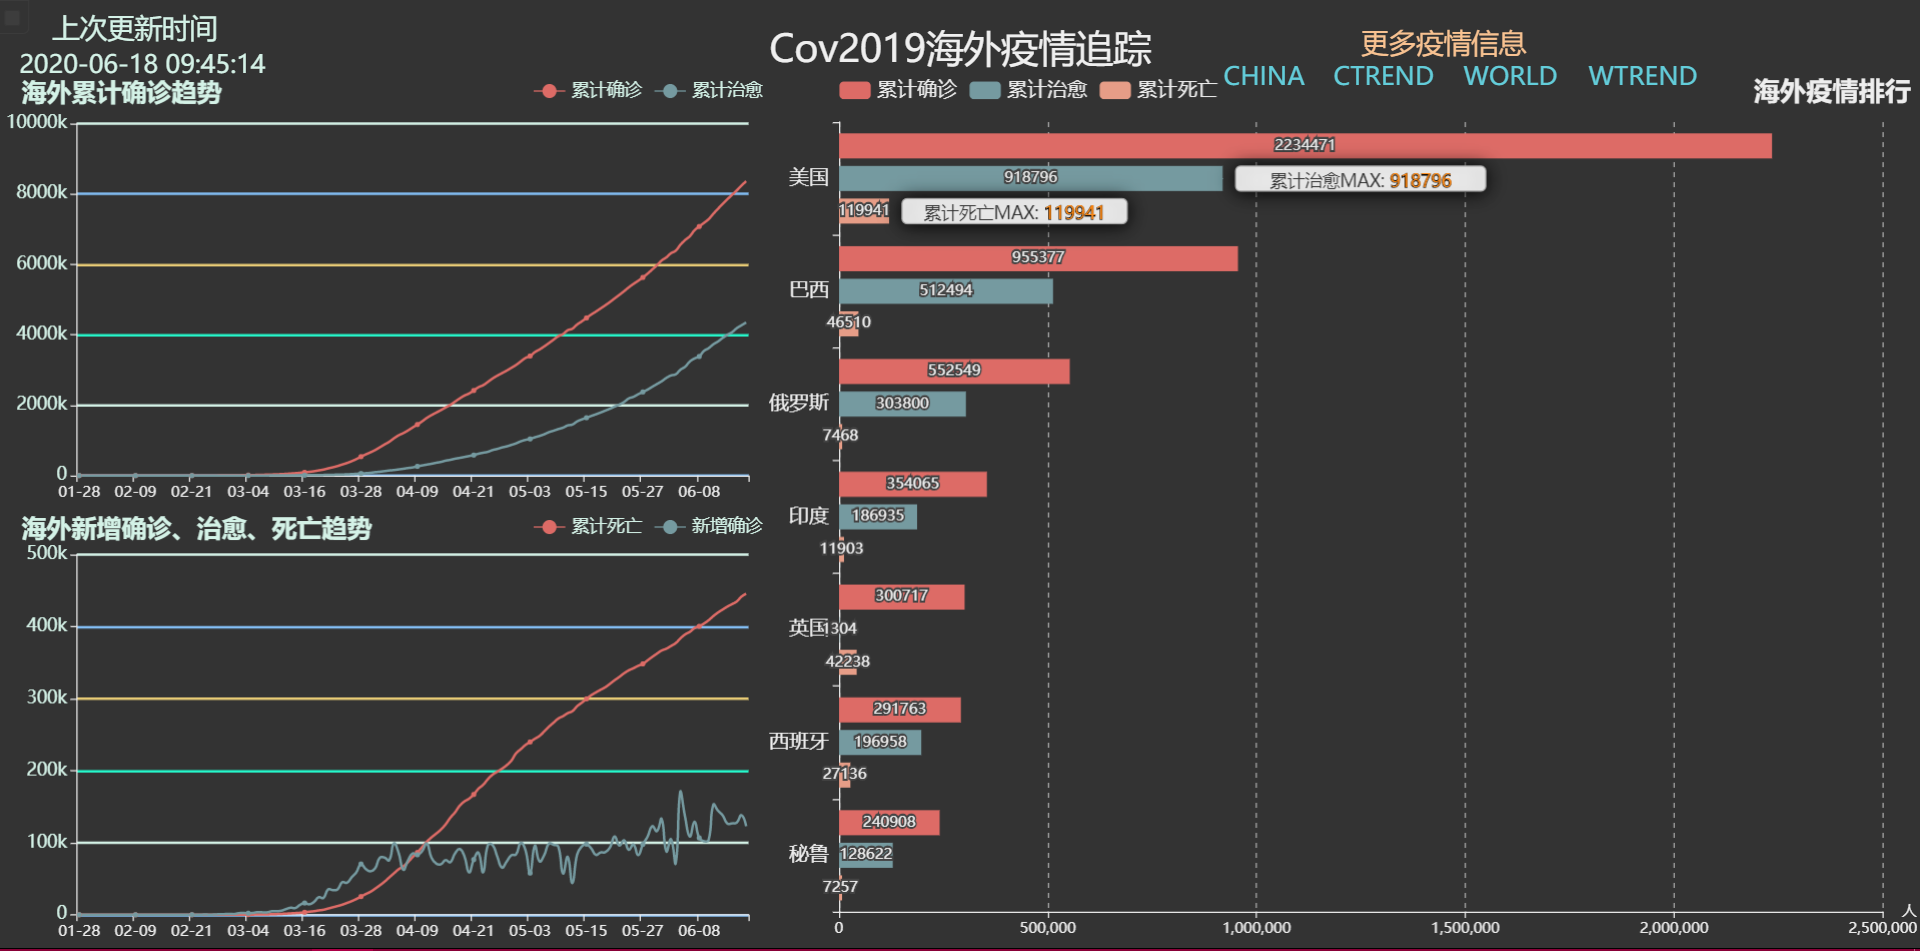 上次更新时间
2020-06-18 09:45:14
Cov2019海外疫情追踪
更多疫情信息
CHINA CTREND WORLD WTREND
海外累计确诊趋势
累计确诊 累计治愈
10000k
8000k
6000k
4000k
2000k
0
01-28 02-09 02-21 03-04 03-16 03-28 04-09 04-21 05-03 05-15 05-27 06-08
海外新增确诊、治愈、死亡趋势
累计死亡 新增确诊
500k
400k
300k
200k
100k
0
01-28 02-09 02-21 03-04 03-16 03-28 04-09 04-21 05-03 05-15 05-27 06-08
累计确诊 累计治愈 累计死亡
海外疫情排行
2234471
美国 918796 累计治愈MAX: 918796
119941 累计死亡MAX: 119941
955377
巴西 512494
46510
552549
俄罗斯 303800
7468
354065
印度 186935
11903
300717
英国 1304
42238
291763
西班牙 196958
27136
240908
秘鲁 128622
7257
人
0 500,000 1,000,000 1,500,000 2,000,000 2,500,000